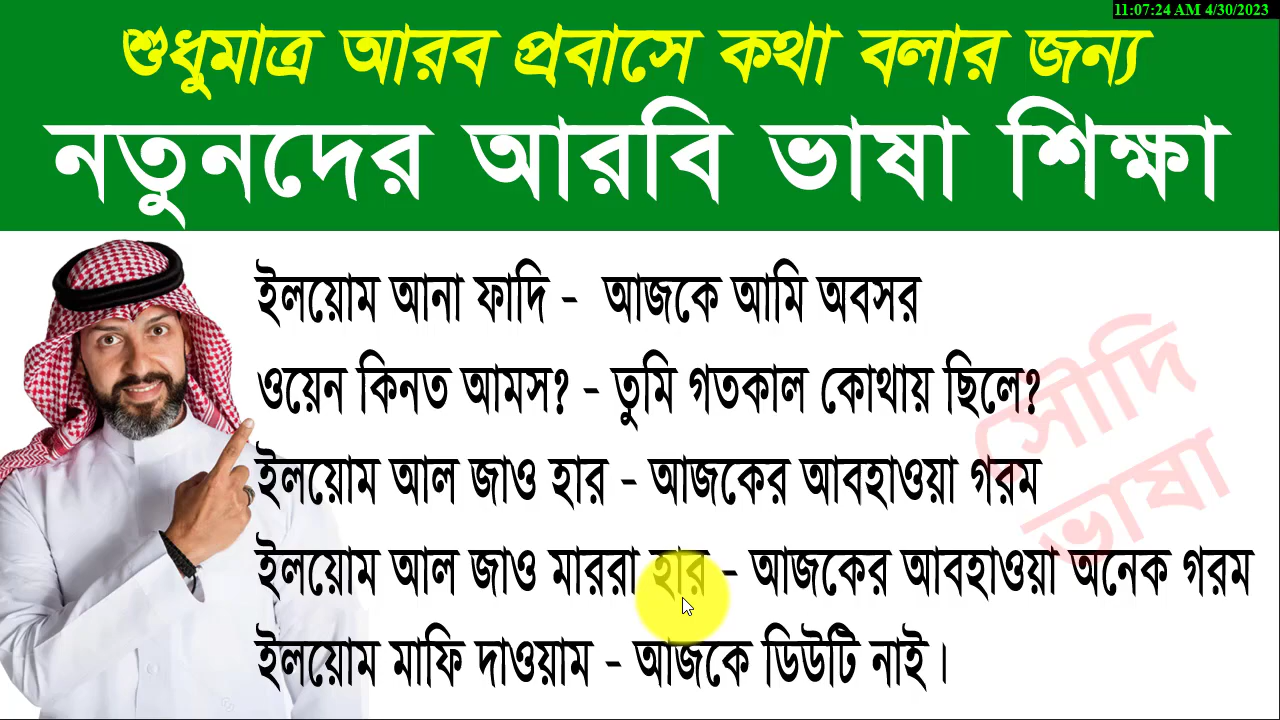 11:07:24 AM 4/30/2023
শুধুমাত্র আরব প্রবাসে কথা বলার জন্য
নতুনদের আরবি ভাষা শিক্ষা
ইলয়োম আনা ফাদি - আজকে আমি অবসর
ওয়েন কিনত আমস? - তুমি গতকাল কোথায় ছিলে?
ইলয়োম আল জাও হার - আজকের আবহাওয়া গরম
ইলয়োম আল জাও মাররা হার - আজকের আবহাওয়া অনেক গরম
ইলয়োম মাফি দাওয়াম - আজকে ডিউটি নাই।
সৌদি
ভাষা